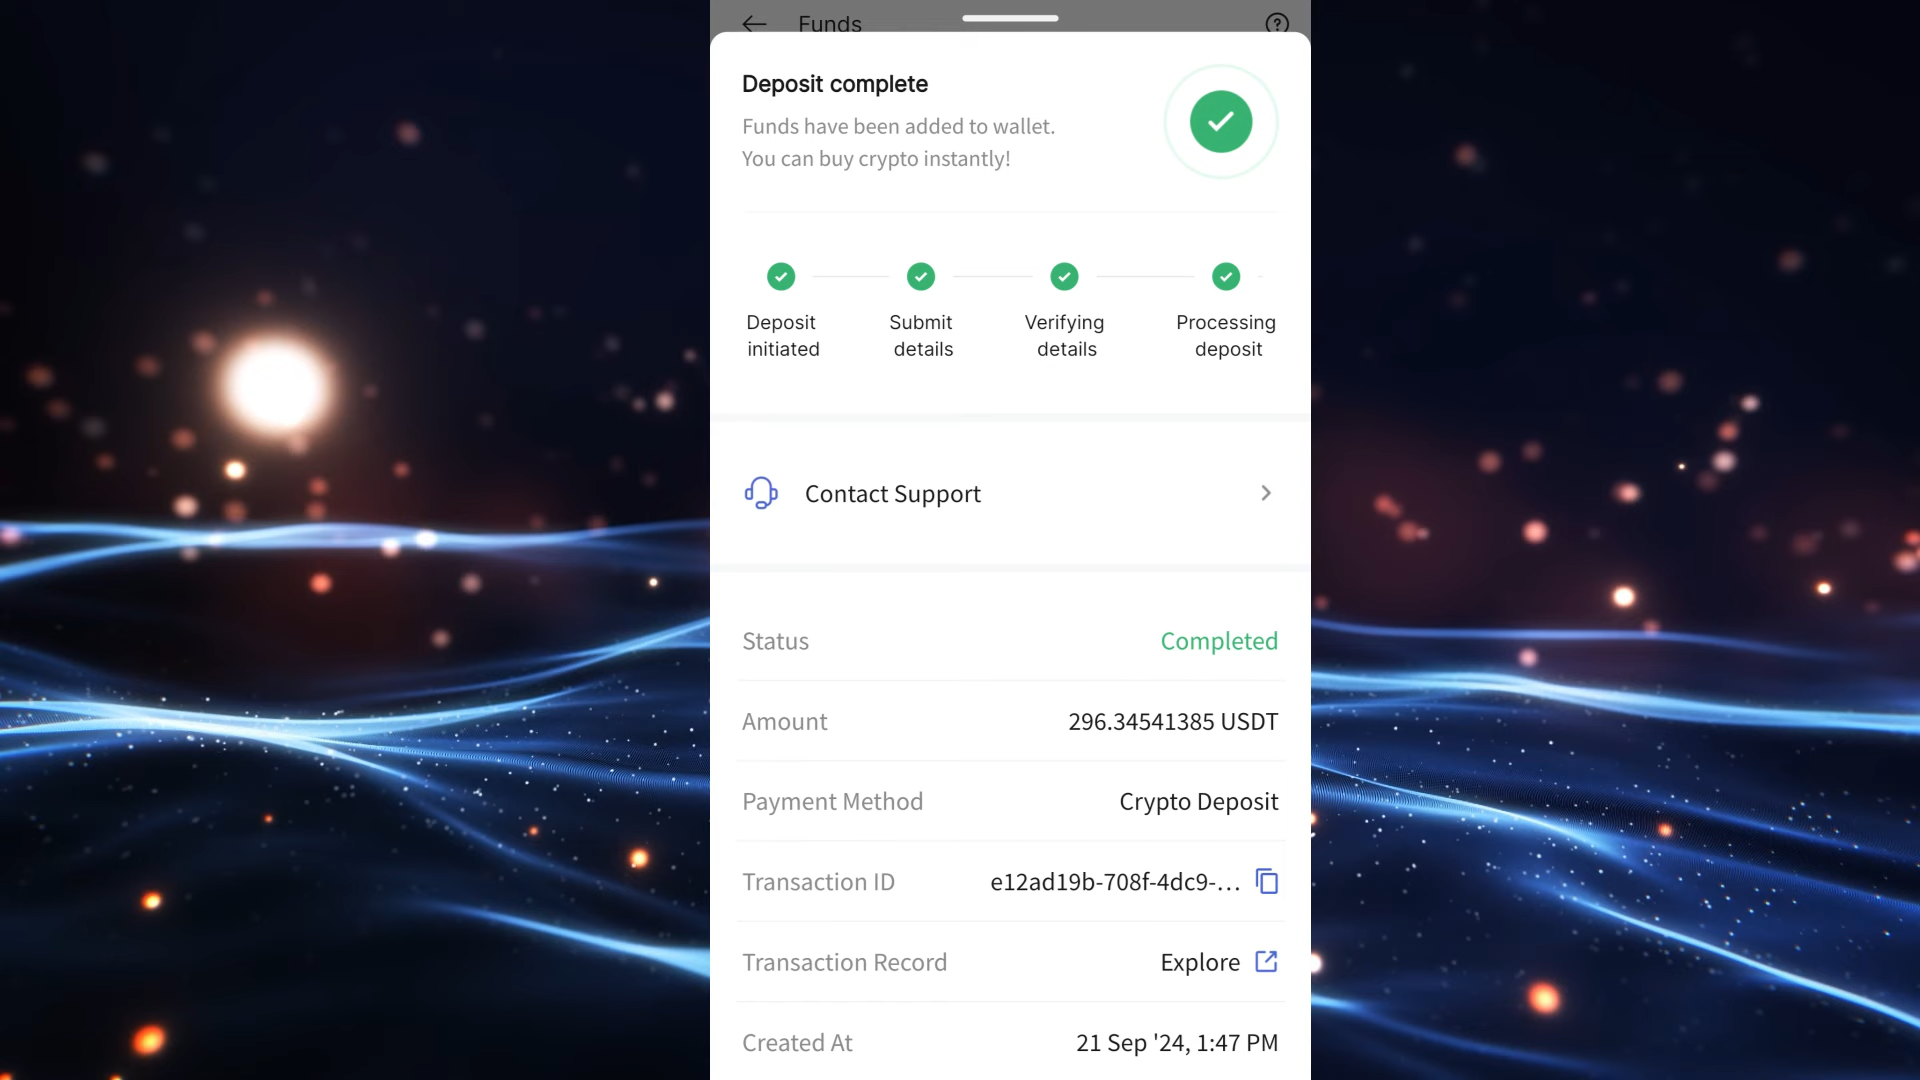 Funds
Deposit complete
Funds have been added to wallet.
You can buy crypto instantly!
Deposit initiated
Submit details
Verifying details
Processing deposit
Contact Support
Status Completed
Amount 296.34541385 USDT
Payment Method Crypto Deposit
Transaction ID e12ad19b-708f-4dc9-...
Transaction Record Explore
Created At 21 Sep '24, 1:47 PM